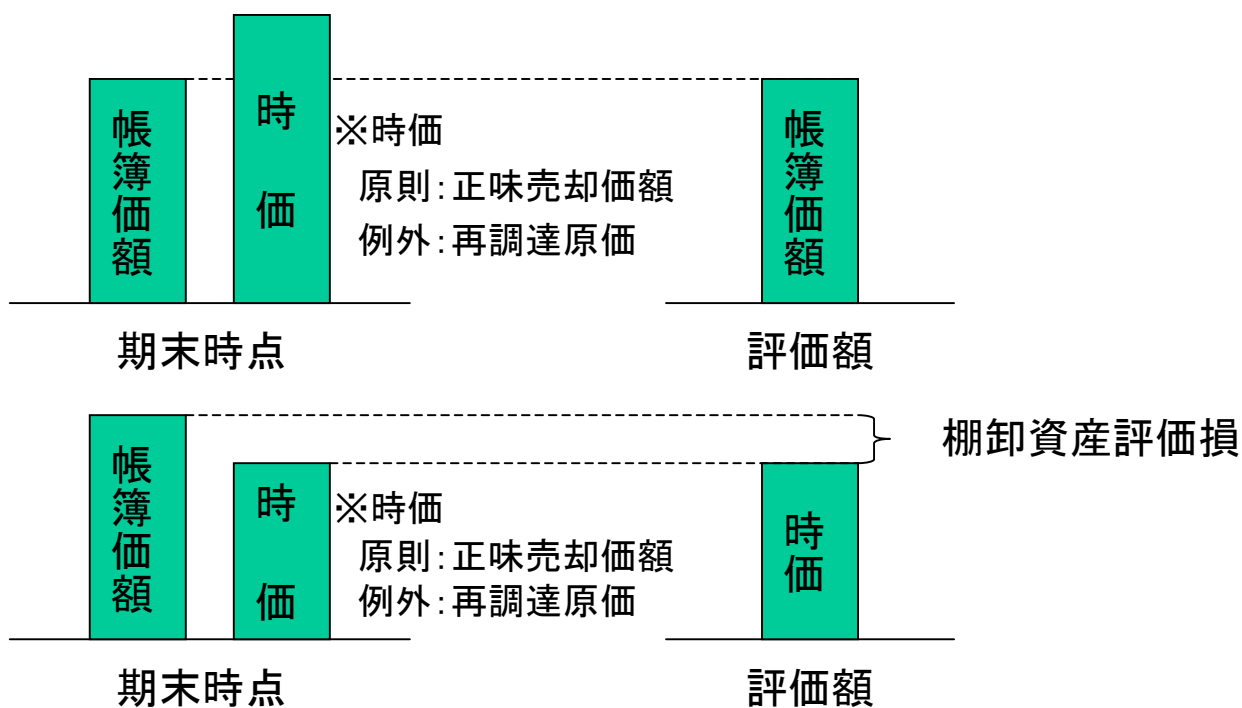 帳簿価額
時価
※時価
原則：正味売却価額
例外：再調達原価
帳簿価額
期末時点
評価額
帳簿価額
時価
※時価
原則：正味売却価額
例外：再調達原価
時価
棚卸資産評価損
期末時点
評価額